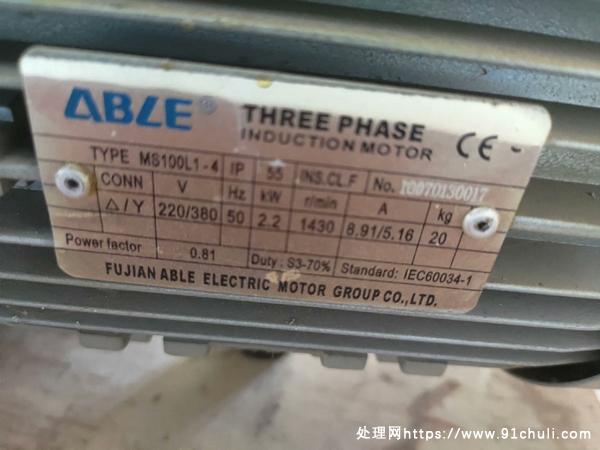 ABLE® THREE PHASE
INDUCTION MOTOR CE
TYPE MS100L1-4 IP 55 INS.CL.F No. 1Q070130017
CONN V Hz kW r/min A kg
△/Y 220/380 50 2.2 1430 8.91/5.16 20
Power factor 0.81 Duty: S3-70% Standard: IEC60034-1
FUJIAN ABLE ELECTRIC MOTOR GROUP CO.,LTD.
处理网https://www.91chuli.com